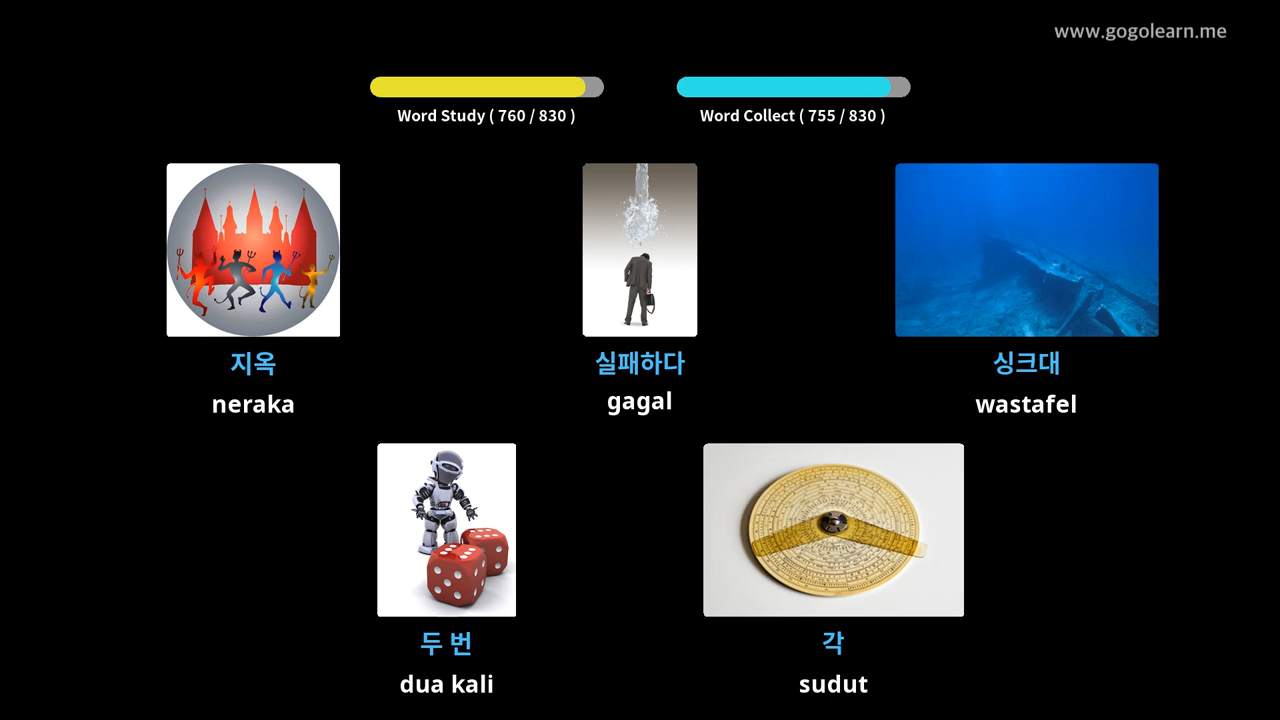 www.gogolearn.me
Word Study ( 760 / 830 )
Word Collect ( 755 / 830 )
지옥
실패하다
싱크대
neraka
gagal
wastafel
두 번
각
dua kali
sudut